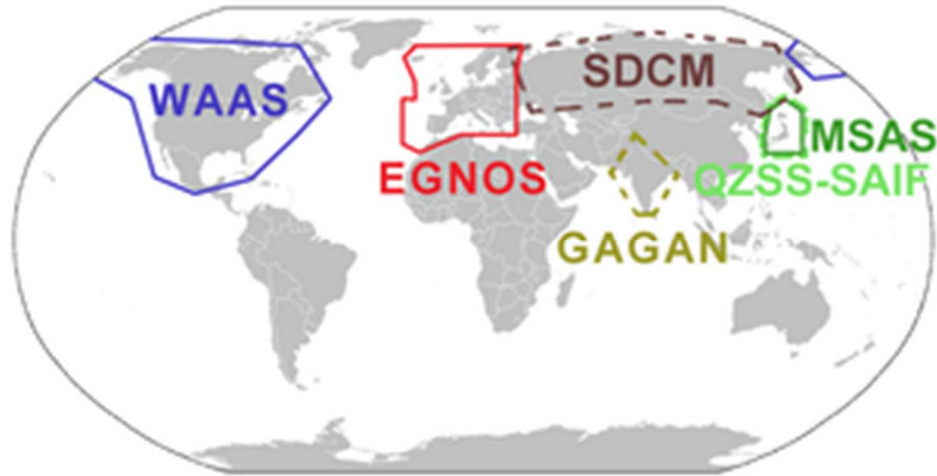 SDCM
WAAS
MSAS
EGNOS
QZSS-SAIF
GAGAN